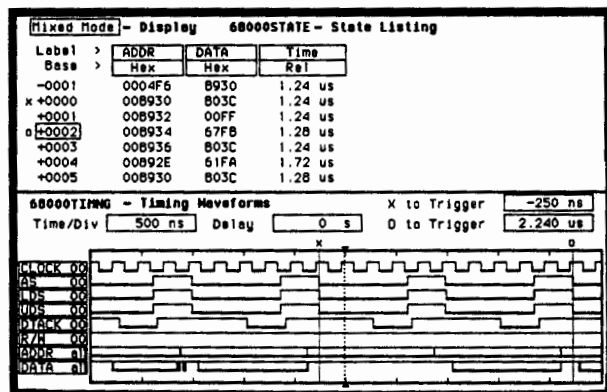 Mixed Mode - Display 68000STATE - State Listing
Label > ADDR DATA Time
Base > Hex Hex Rel
-0001 0004F6 8930 1.24 us
x +0000 008930 B03C 1.24 us
+0001 008932 00FF 1.24 us
o +0002 008934 67F8 1.28 us
+0003 008936 B03C 1.24 us
+0004 00892E 61FA 1.72 us
+0005 008930 B03C 1.28 us
68000TIMNG - Timing Waveforms X to Trigger -250 ns
Time/Div 500 ns Delay 0 s O to Trigger 2.240 us
x o
CLOCK 00
AS 00
LDS 00
UDS 00
DTACK 00
R/W 00
ADDR all
DATA all